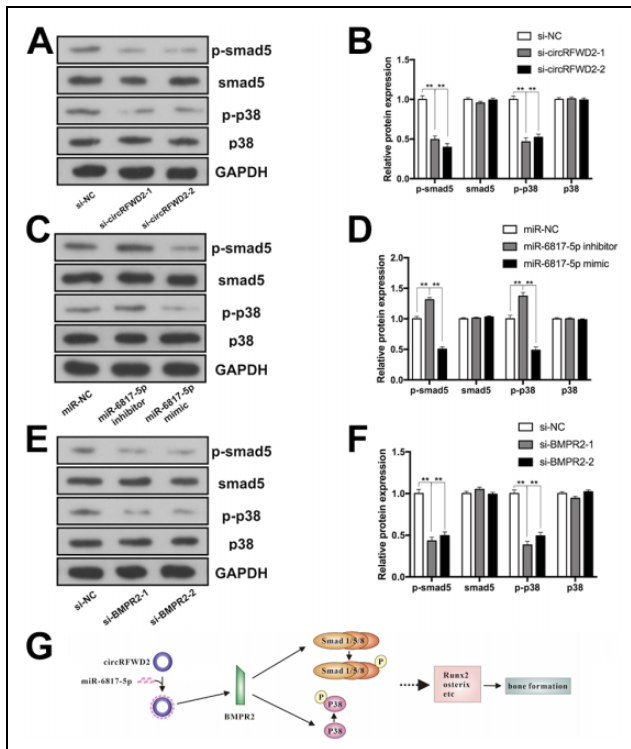 A
p-smad5
smad5
p-p38
p38
GAPDH
si-NC
si-circRFWD2-1
si-circRFWD2-2
B
si-NC
si-circRFWD2-1
si-circRFWD2-2
Relative protein expression
1.5
1.0
0.5
0.0
** **
** **
p-smad5 smad5 p-p38 p38
C
p-smad5
smad5
p-p38
p38
GAPDH
miR-NC
miR-6817-5p
inhibitor
miR-6817-5p
mimic
D
miR-NC
miR-6817-5p inhibitor
miR-6817-5p mimic
Relative protein expression
2.0
1.5
1.0
0.5
0.0
** **
** **
p-smad5 smad5 p-p38 p38
E
p-smad5
smad5
p-p38
p38
GAPDH
si-NC
si-BMPR2-1
si-BMPR2-2
F
si-NC
si-BMPR2-1
si-BMPR2-2
Relative protein expression
1.5
1.0
0.5
0.0
** **
** **
p-smad5 smad5 p-p38 p38
G
circRFWD2
miR-6817-5p
BMPR2
Smad 1/5/8
Smad 1/5/8
P
P
P38
P38
Runx2
osterix
etc
bone formation